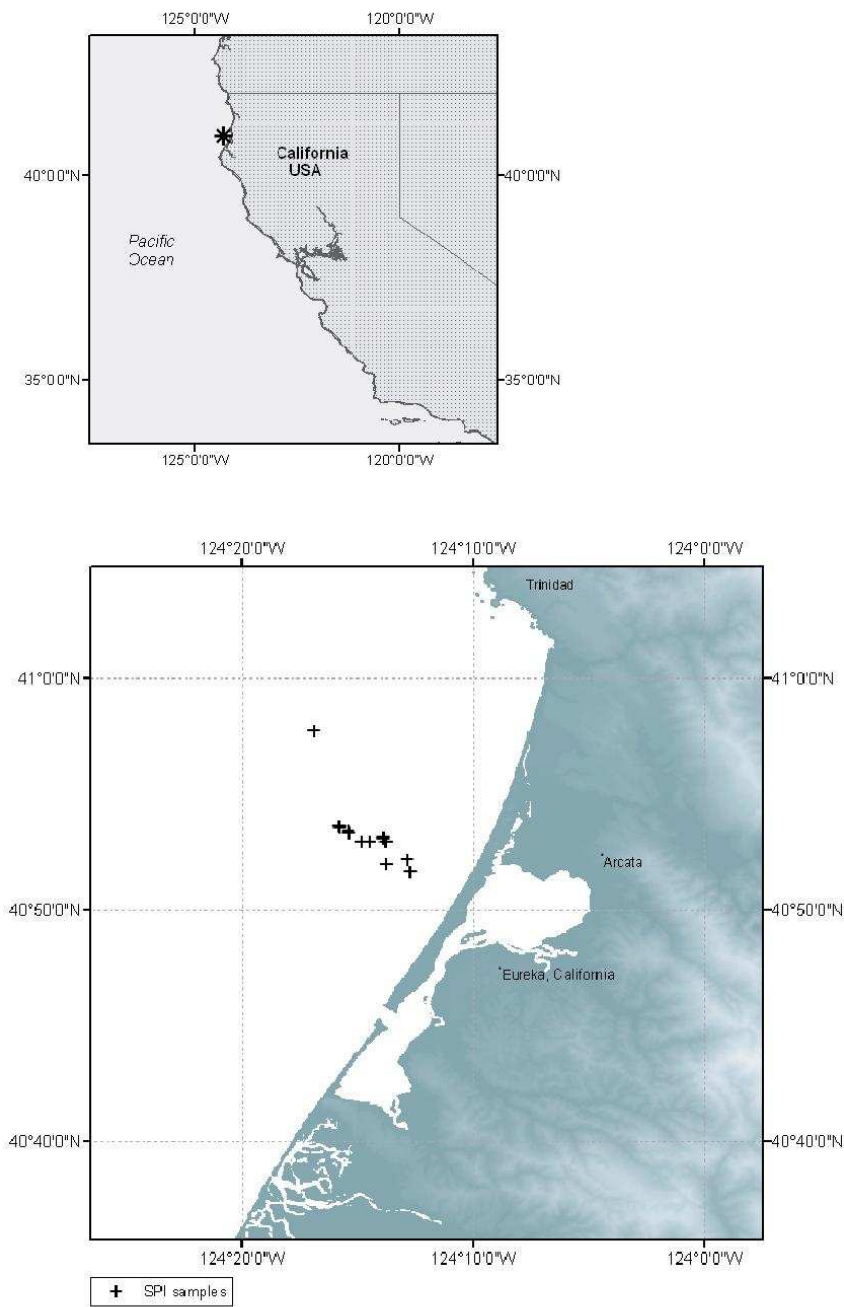 125°0'0"W 120°0'0"W
California
USA
40°0'0"N 40°0'0"N
Pacific
Ocean
35°0'0"N 35°0'0"N
125°0'0"W 120°0'0"W
124°20'0"W 124°10'0"W 124°0'0"W
Trinidad
41°0'0"N 41°0'0"N
Arcata
40°50'0"N 40°50'0"N
Eureka, California
40°40'0"N 40°40'0"N
124°20'0"W 124°10'0"W 124°0'0"W
SPI samples